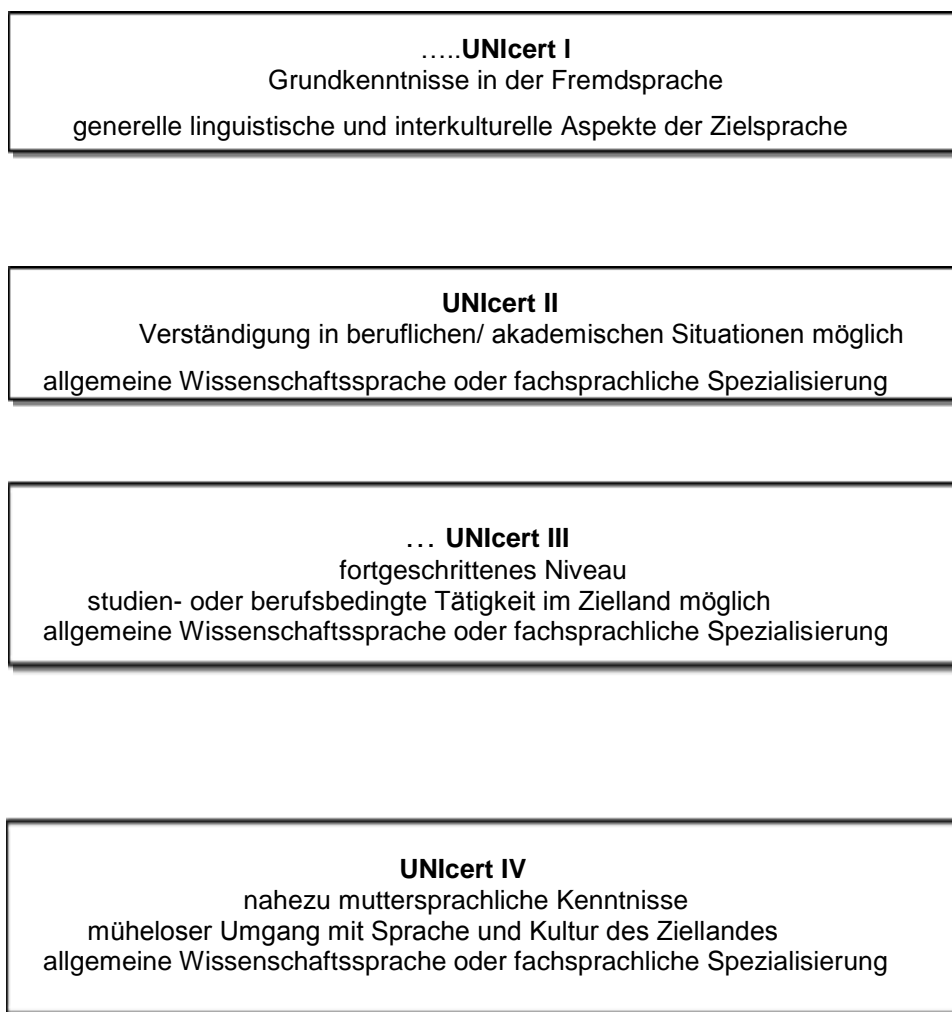 …..UNIcert I
Grundkenntnisse in der Fremdsprache
generelle linguistische und interkulturelle Aspekte der Zielsprache
UNIcert II
Verständigung in beruflichen/ akademischen Situationen möglich
allgemeine Wissenschaftssprache oder fachsprachliche Spezialisierung
… UNIcert III
fortgeschrittenes Niveau
studien- oder berufsbedingte Tätigkeit im Zielland möglich
allgemeine Wissenschaftssprache oder fachsprachliche Spezialisierung
UNIcert IV
nahezu muttersprachliche Kenntnisse
müheloser Umgang mit Sprache und Kultur des Ziellandes
allgemeine Wissenschaftssprache oder fachsprachliche Spezialisierung